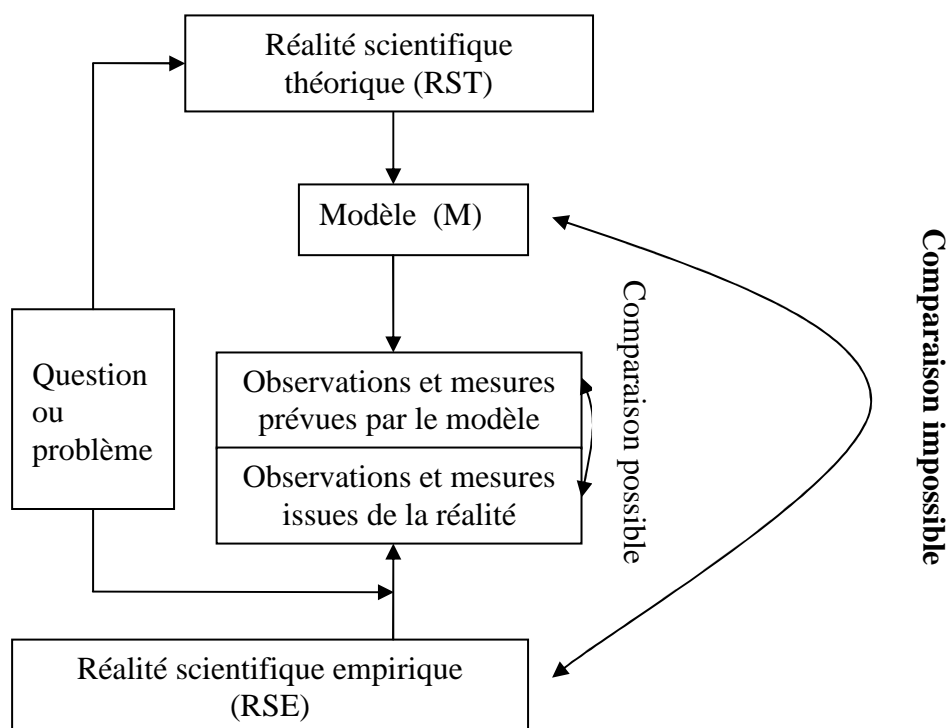 Réalité scientifique
théorique (RST)
Modèle (M)
Question
ou
problème
Observations et mesures
prévues par le modèle
Observations et mesures
issues de la réalité
Comparaison possible
Comparaison impossible
Réalité scientifique empirique
(RSE)